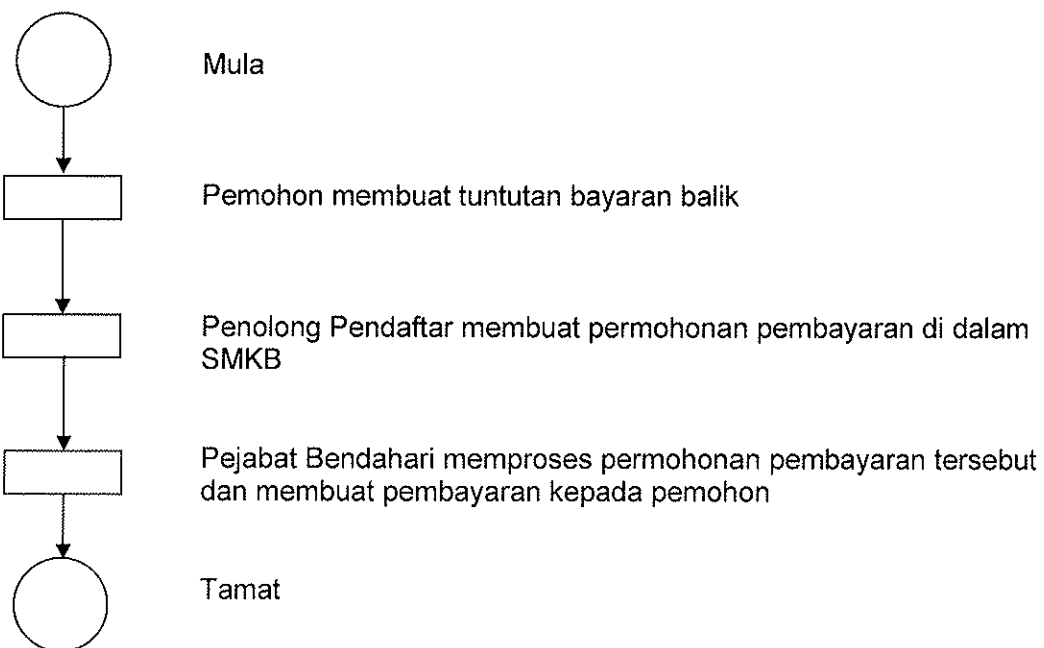 Mula
Pemohon membuat tuntutan bayaran balik
Penolong Pendaftar membuat permohonan pembayaran di dalam
SMKB
Pejabat Bendahari memproses permohonan pembayaran tersebut
dan membuat pembayaran kepada pemohon
Tamat